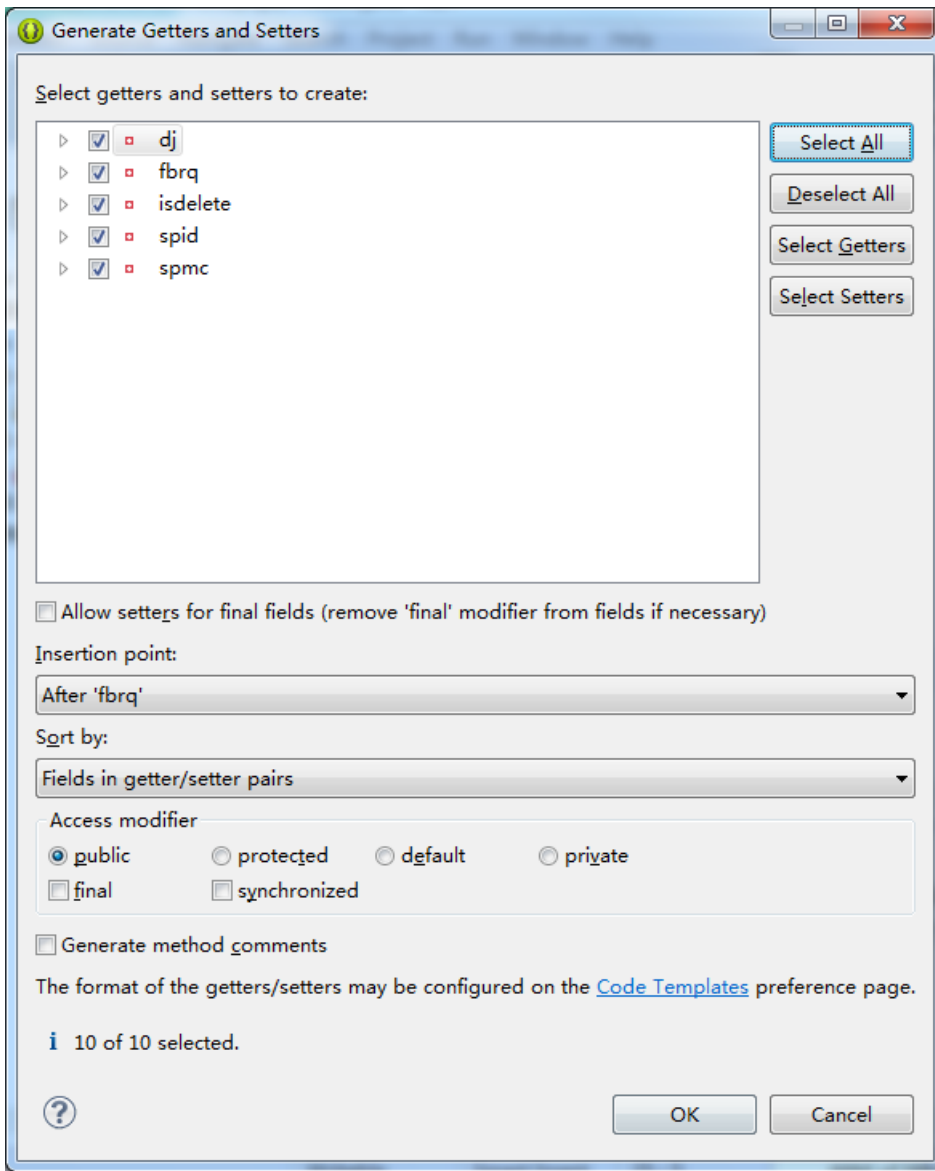 Generate Getters and Setters
Select getters and setters to create:
dj
fbrq
isdelete
spid
spmc
Select All
Deselect All
Select Getters
Select Setters
Allow setters for final fields (remove 'final' modifier from fields if necessary)
Insertion point:
After 'fbrq'
Sort by:
Fields in getter/setter pairs
Access modifier
public protected default private
final synchronized
Generate method comments
The format of the getters/setters may be configured on the Code Templates preference page.
i 10 of 10 selected.
?
OK Cancel